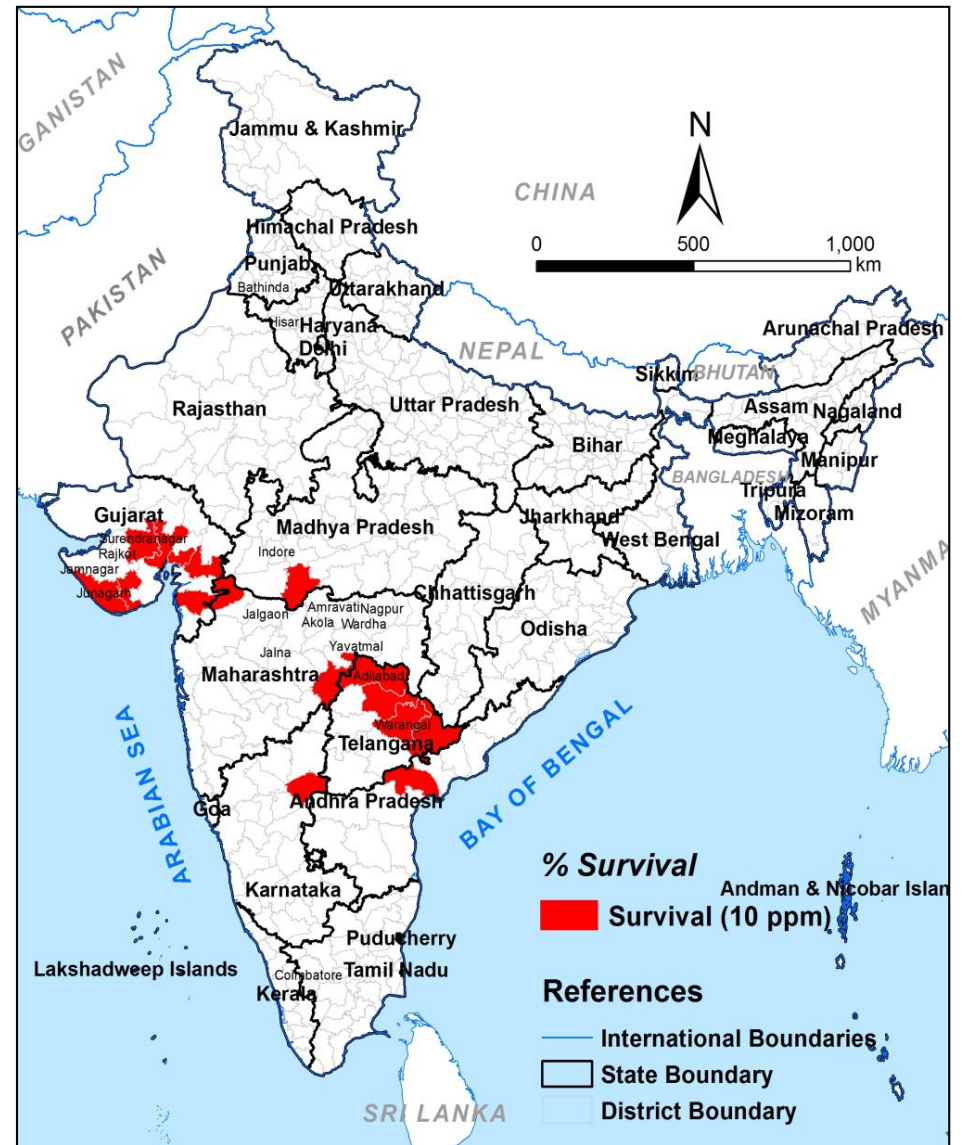 GANISTAN
Jammu & Kashmir
N
CHINA
Himachal Pradesh
0 500 1,000
km
Punjab
Bathinda
Uttarakhand
PAKISTAN
Hisar
Haryana
Delhi
Arunachal Pradesh
NEPAL
Sikkim
BHUTAN
Rajasthan
Uttar Pradesh
Assam
Nagaland
Bihar
Meghalaya
Manipur
BANGLADESH
Tripura
Mizoram
Gujarat
Madhya Pradesh
Jharkhand
West Bengal
Surendranagar
Rajkot
Indore
Jamnagar
Junagarh
MYANMA
Chhattisgarh
Jalgaon
Amravati
Nagpur
Akola
Wardha
Odisha
Jalna
Yavatmal
Maharashtra
Adilabad
Warangal
Telangana
ARABIAN SEA
BAY OF BENGAL
Goa
Andhra Pradesh
% Survival
Karnataka
Andman & Nicobar Islan
Survival (10 ppm)
Puducherry
Lakshadweep Islands
Coimbatore
Tamil Nadu
Kerala
References
International Boundaries
State Boundary
District Boundary
SRI LANKA